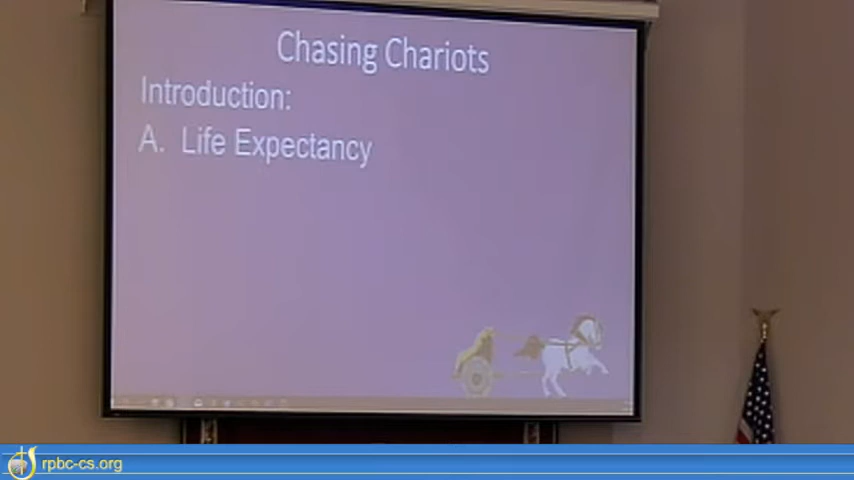 Chasing Chariots
Introduction:
A. Life Expectancy
rpbc-cs.org